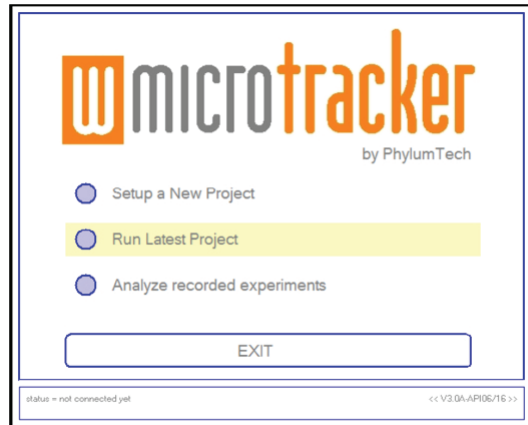 wmicrotracker
by PhylumTech
Setup a New Project
Run Latest Project
Analyze recorded experiments
EXIT
status = not connected yet
<< V3.0A-API06/16 >>